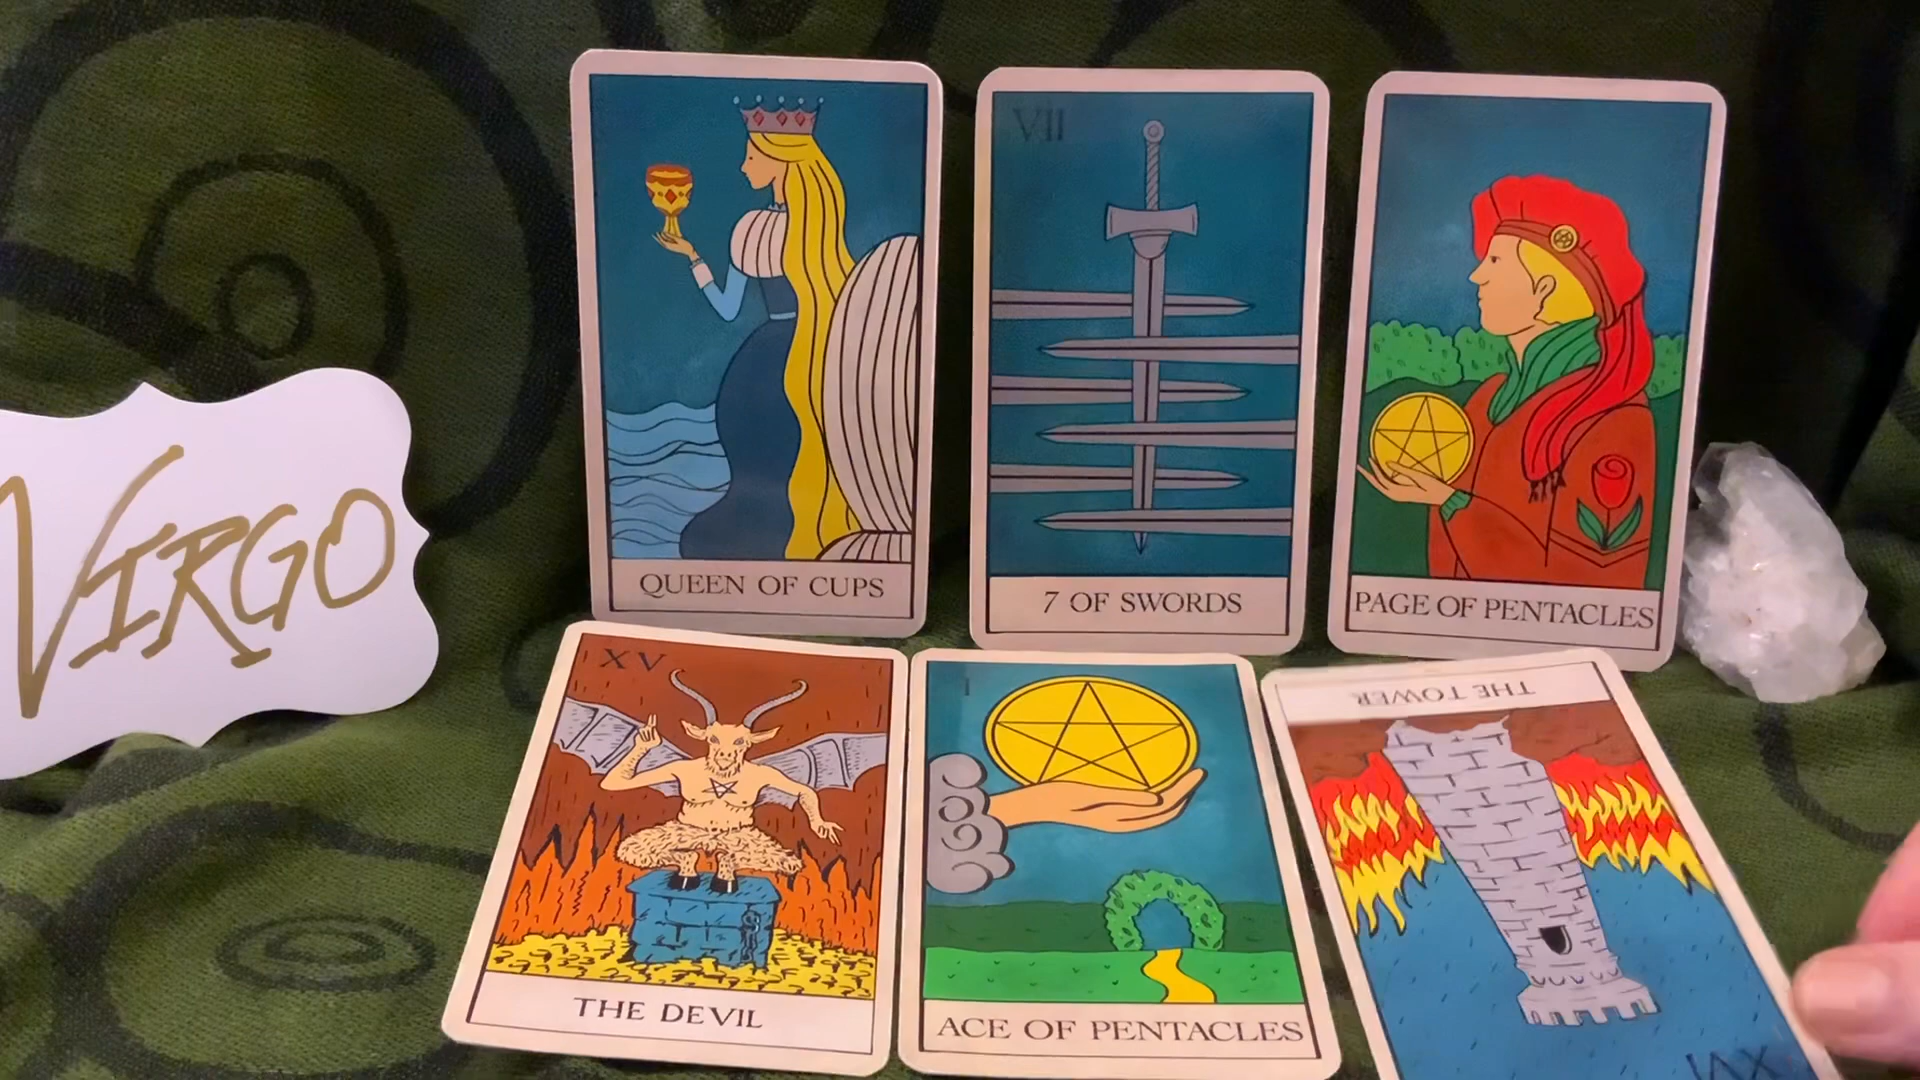 VIRGO
QUEEN OF CUPS
VII
7 OF SWORDS
PAGE OF PENTACLES
XV
THE DEVIL
I
ACE OF PENTACLES
THE TOWER
XVI